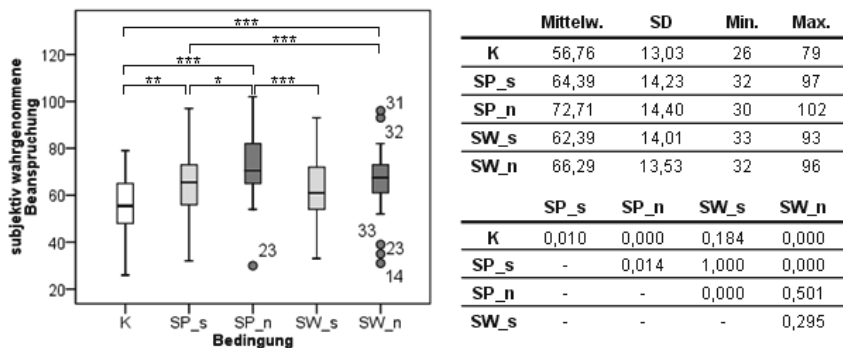 ***
***
***
** * ***
subjektiv wahrgenommene
Beanspruchung
120
100
80
60
40
20
31
32
23
33
23
14
K SP_s SP_n SW_s SW_n
Bedingung
Mittelw. SD Min. Max.
K 56,76 13,03 26 79
SP_s 64,39 14,23 32 97
SP_n 72,71 14,40 30 102
SW_s 62,39 14,01 33 93
SW_n 66,29 13,53 32 96
SP_s SP_n SW_s SW_n
K 0,010 0,000 0,184 0,000
SP_s - 0,014 1,000 0,000
SP_n - - 0,000 0,501
SW_s - - - 0,295